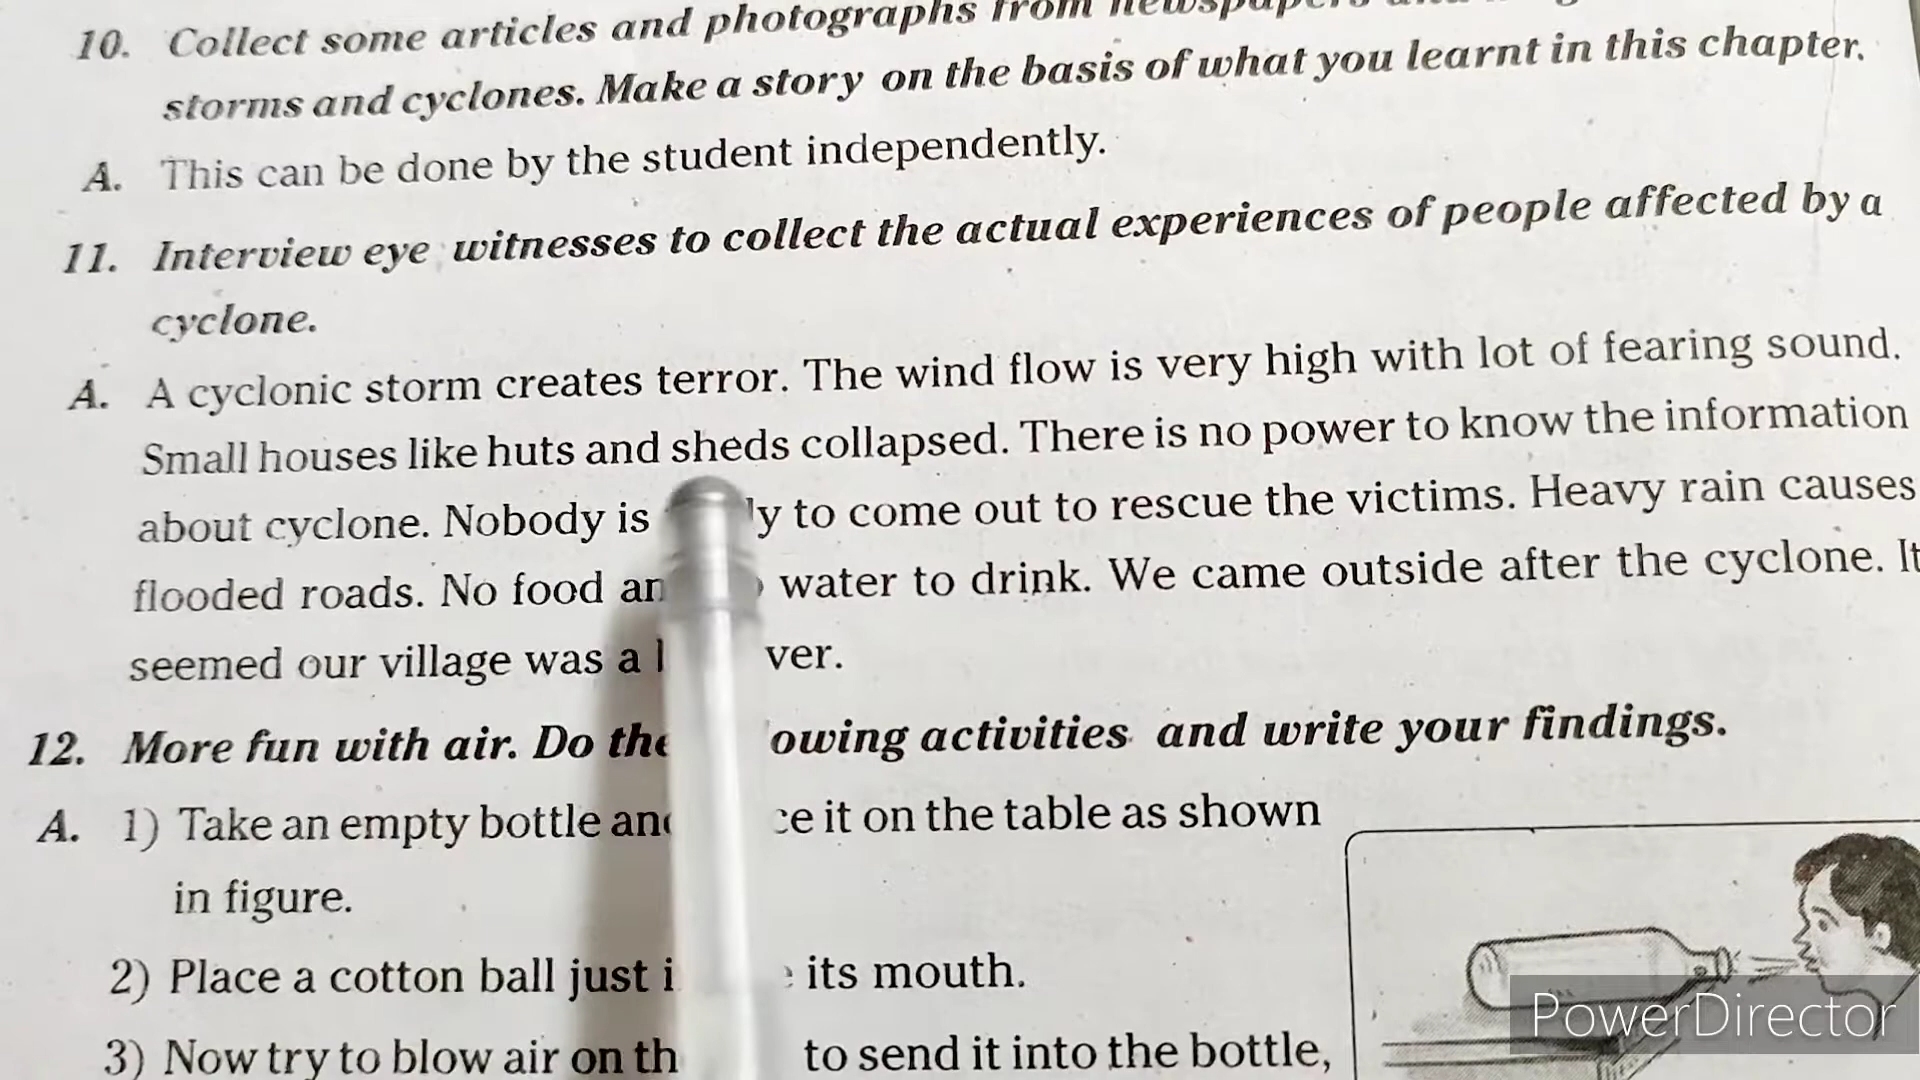 10. Collect some articles and photographs from
storms and cyclones. Make a story on the basis of what you learnt in this chapter.
A. This can be done by the student independently.
11. Interview eye witnesses to collect the actual experiences of people affected by a
cyclone.
A. A cyclonic storm creates terror. The wind flow is very high with lot of fearing sound.
Small houses like huts and sheds collapsed. There is no power to know the information
about cyclone. Nobody is to come out to rescue the victims. Heavy rain causes
flooded roads. No food water to drink. We came outside after the cyclone. It
seemed our village was a
12. More fun with air. Do activities and write your findings.
A. 1) Take an empty bottle it on the table as shown
in figure.
2) Place a cotton ball just its mouth.
3) Now try to blow air on to send it into the bottle,
PowerDirector